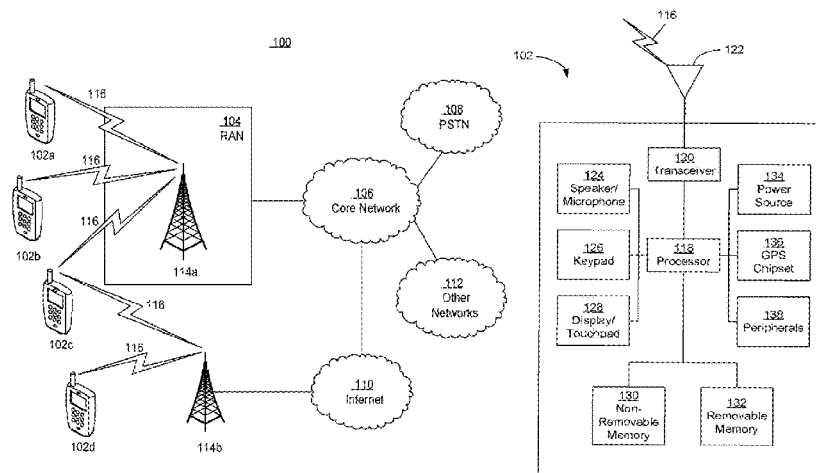 100
116
102a
104
RAN
116
102b
116
114a
102c
116
116
102d
114b
106
Core Network
108
PSTN
112
Other
Networks
110
Internet
116
102
122
120
Transceiver
124
Speaker/
Microphone
134
Power
Source
126
Keypad
118
Processor
136
GPS
Chipset
128
Display/
Touchpad
138
Peripherals
130
Non-
Removable
Memory
132
Removable
Memory